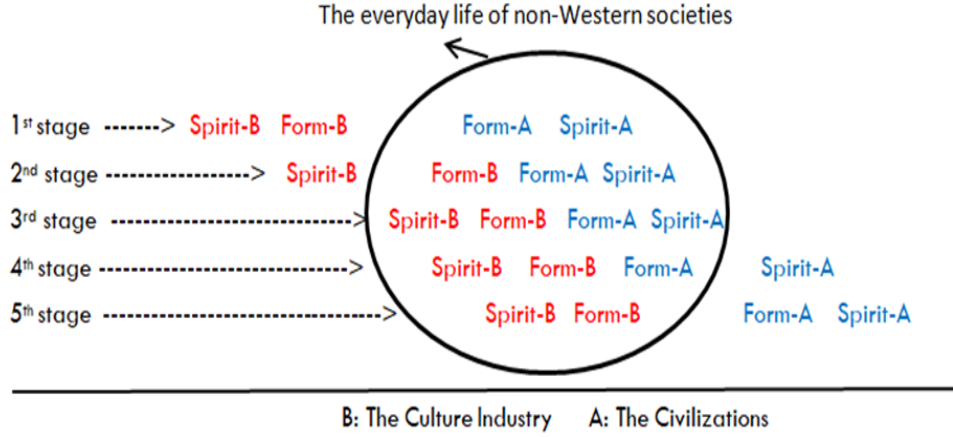 The everyday life of non-Western societies
1st stage -------> Spirit-B Form-B Form-A Spirit-A
2nd stage ------------------> Spirit-B Form-B Form-A Spirit-A
3rd stage -----------------------------> Spirit-B Form-B Form-A Spirit-A
4th stage -----------------------------> Spirit-B Form-B Form-A Spirit-A
5th stage --------------------------------> Spirit-B Form-B Form-A Spirit-A
B: The Culture Industry A: The Civilizations